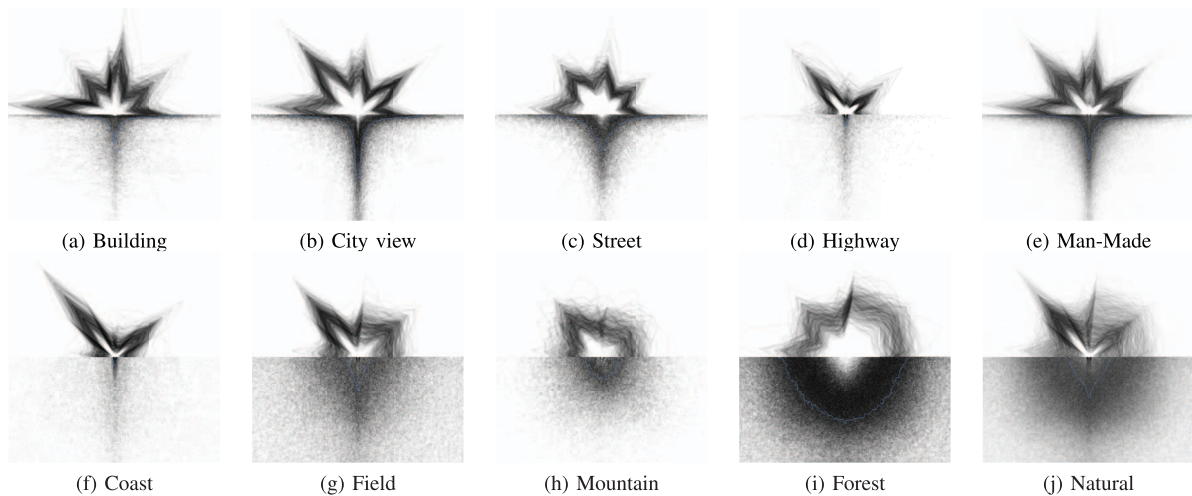 (a) Building (b) City view (c) Street (d) Highway (e) Man-Made
(f) Coast (g) Field (h) Mountain (i) Forest (j) Natural